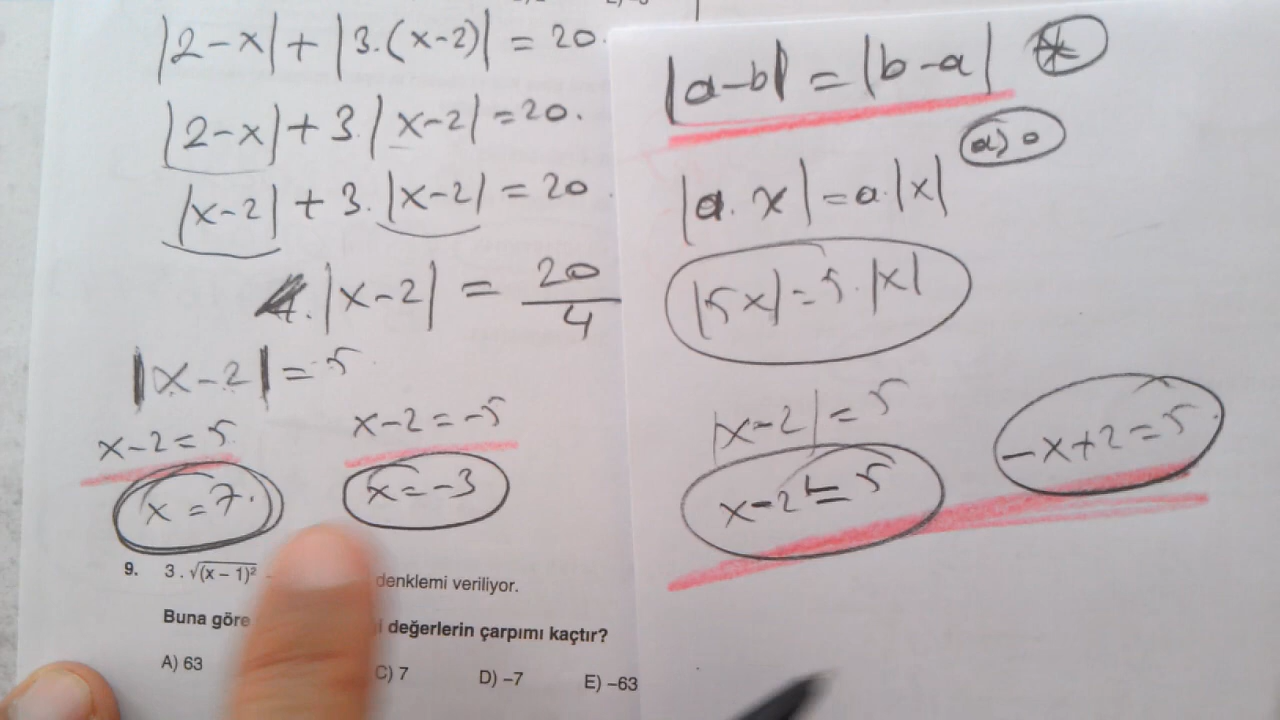 |2-x| + |3.(x-2)| = 20.
|2-x| + 3.|x-2| = 20.
|x-2| + 3.|x-2| = 20.
4.|x-2| = 20/4
|x-2| = 5
x-2=5 x-2=-5
x=7. x=-3
9. 3.√(x – 1)² denklemi veriliyor.
Buna göre değerlerin çarpımı kaçtır?
A) 63 C) 7 D) –7 E) –63
|a-b| = |b-a| *
a>0
|a.x| = a.|x|
|5x| = 5.|x|
|x-2| = 5
x-2=5 -x+2=5